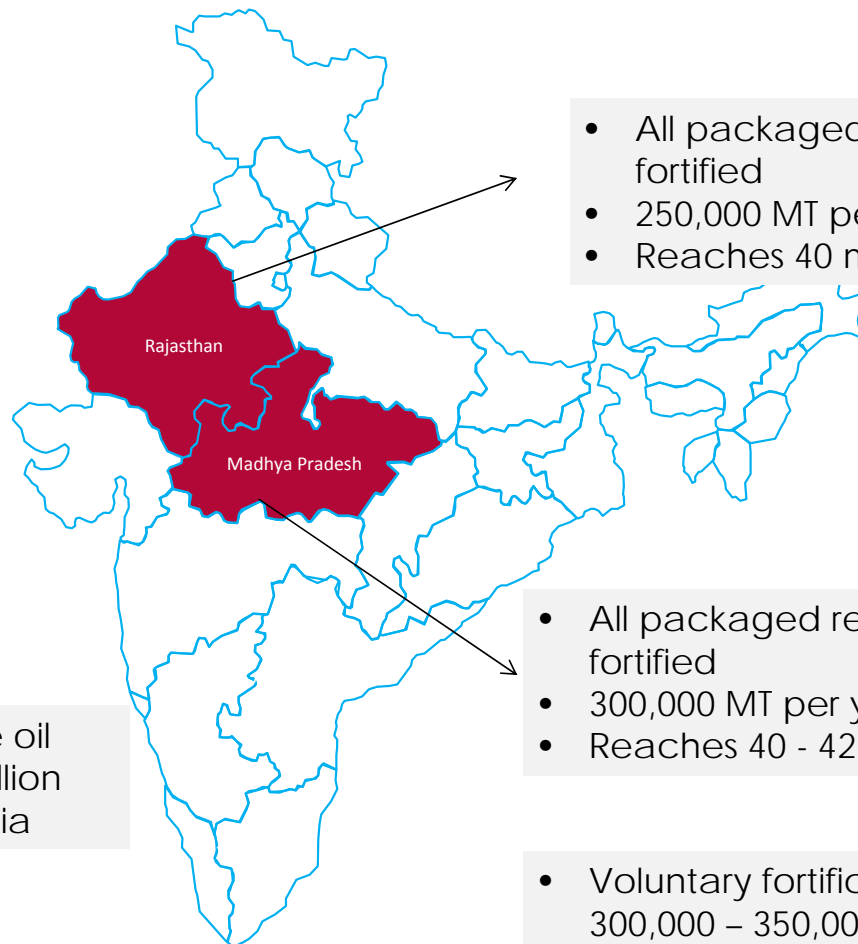 • All packaged
fortified
• 250,000 MT pe
• Reaches 40 m
Rajasthan
Madhya Pradesh
• All packaged re
fortified
• 300,000 MT per y
• Reaches 40 - 42
e oil
llion
ia
• Voluntary fortific
300,000 – 350,00